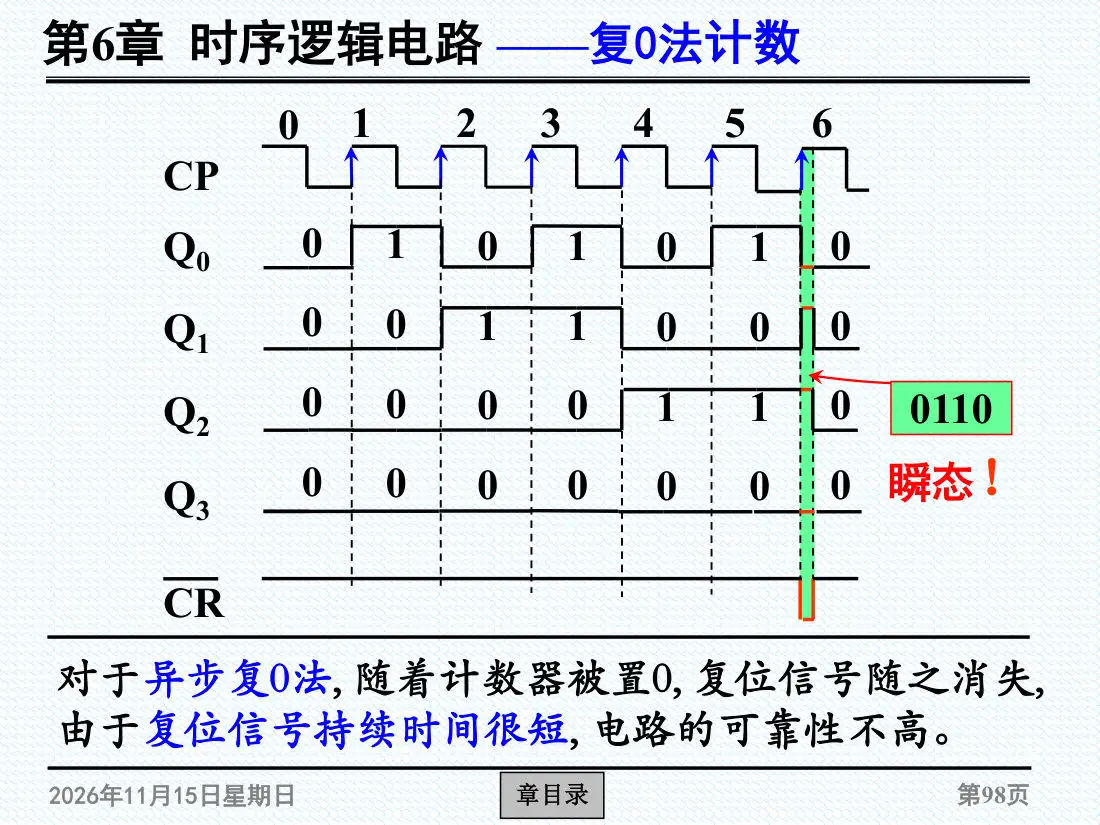 第6章 时序逻辑电路 ——复0法计数
0 1 2 3 4 5 6
CP
Q0 0 1 0 1 0 1 0
Q1 0 0 1 1 0 0 0
Q2 0 0 0 0 1 1 0
0110
Q3 0 0 0 0 0 0 0
瞬态！
C̅R̅
对于异步复0法,随着计数器被置0,复位信号随之消失,
由于复位信号持续时间很短,电路的可靠性不高。
2026年11月15日星期日 章目录 第98页